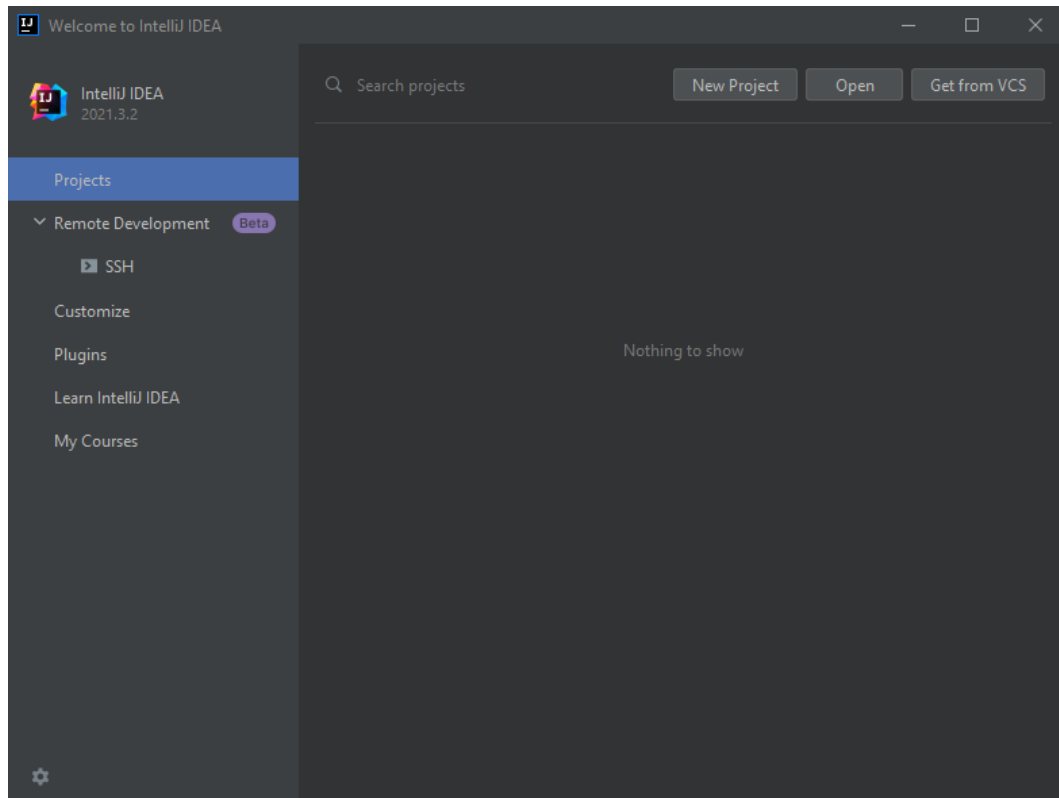 Welcome to IntelliJ IDEA
IntelliJ IDEA
2021.3.2
Search projects
New Project
Open
Get from VCS
Projects
Remote Development Beta
SSH
Customize
Plugins
Learn IntelliJ IDEA
My Courses
Nothing to show